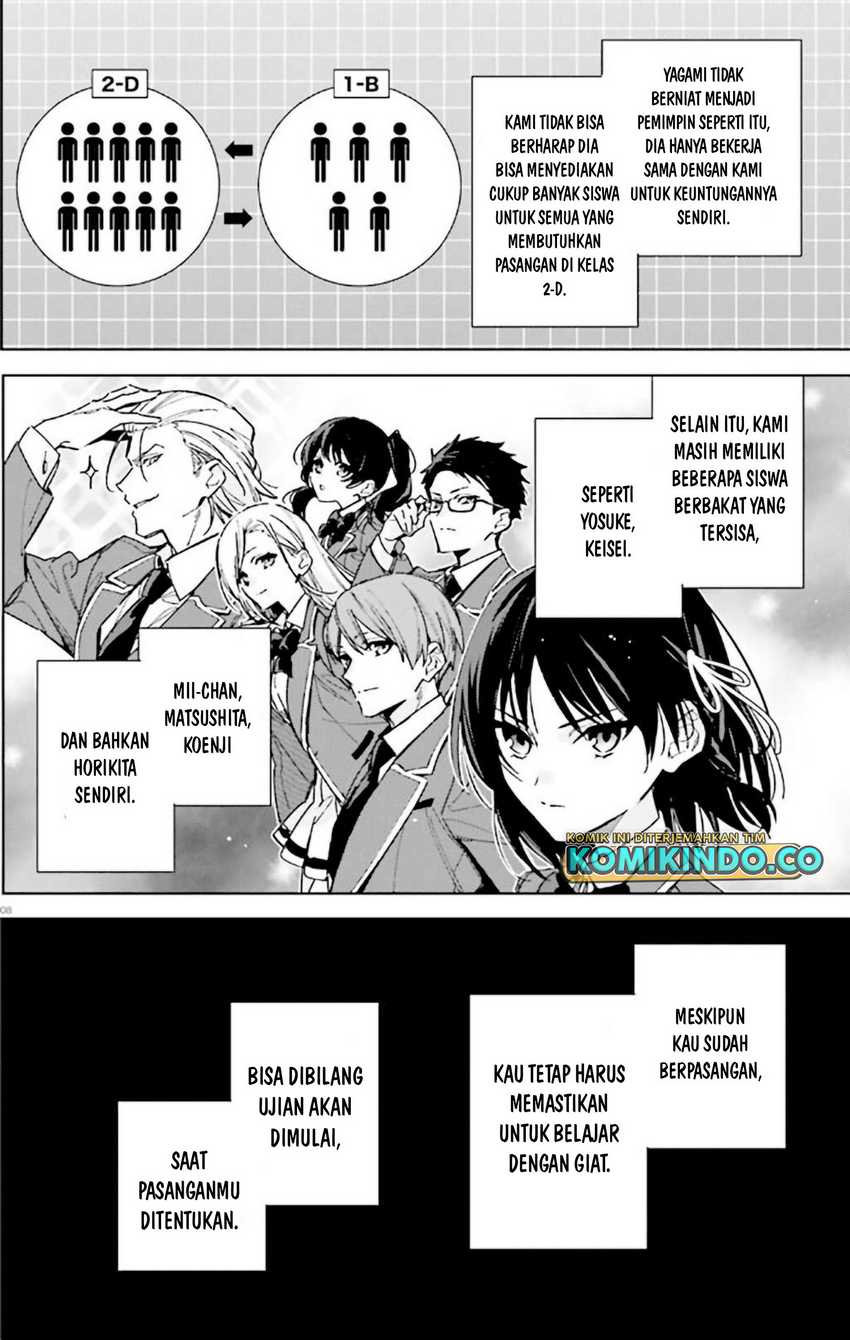 2-D
1-B
YAGAMI TIDAK
BERNIAT MENJADI
PEMIMPIN SEPERTI ITU,
DIA HANYA BEKERJA
SAMA DENGAN KAMI
UNTUK KEUNTUNGANNYA
SENDIRI.
KAMI TIDAK BISA
BERHARAP DIA
BISA MENYEDIAKAN
CUKUP BANYAK SISWA
UNTUK SEMUA YANG
MEMBUTUHKAN
PASANGAN DI KELAS
2-D.
SELAIN ITU, KAMI
MASIH MEMILIKI
BEBERAPA SISWA
BERBAKAT YANG
TERSISA,
SEPERTI
YOSUKE,
KEISEI.
MII-CHAN,
MATSUSHITA,
KOENJI
DAN BAHKAN
HORIKITA
SENDIRI.
KOMIK INI DITERJEMAHKAN TIM
KOMIKINDO.CO
08
MESKIPUN
KAU SUDAH
BERPASANGAN,
KAU TETAP HARUS
MEMASTIKAN
UNTUK BELAJAR
DENGAN GIAT.
BISA DIBILANG
UJIAN AKAN
DIMULAI,
SAAT
PASANGANMU
DITENTUKAN.